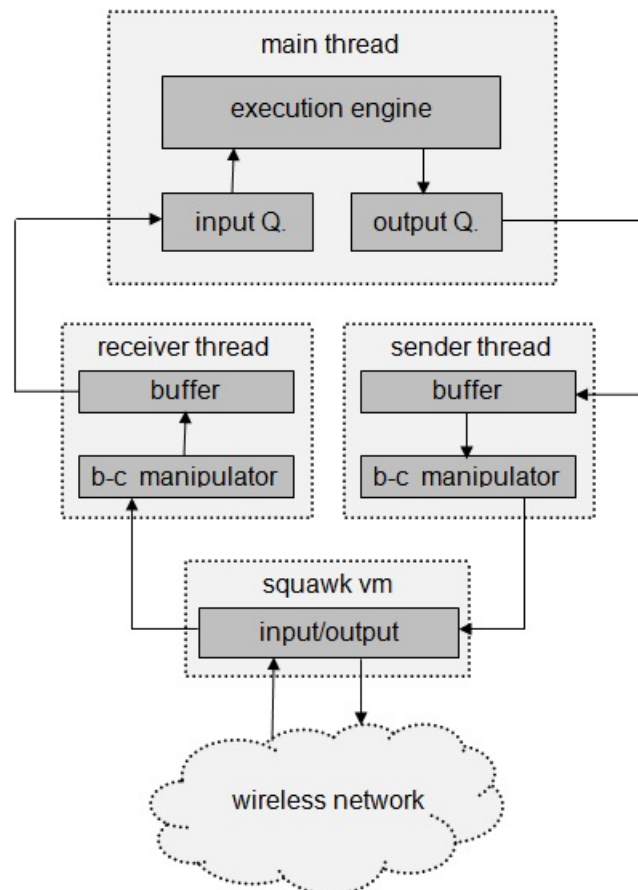 main thread
execution engine
input Q.
output Q.
receiver thread
buffer
b-c manipulator
sender thread
buffer
b-c manipulator
squawk vm
input/output
wireless network